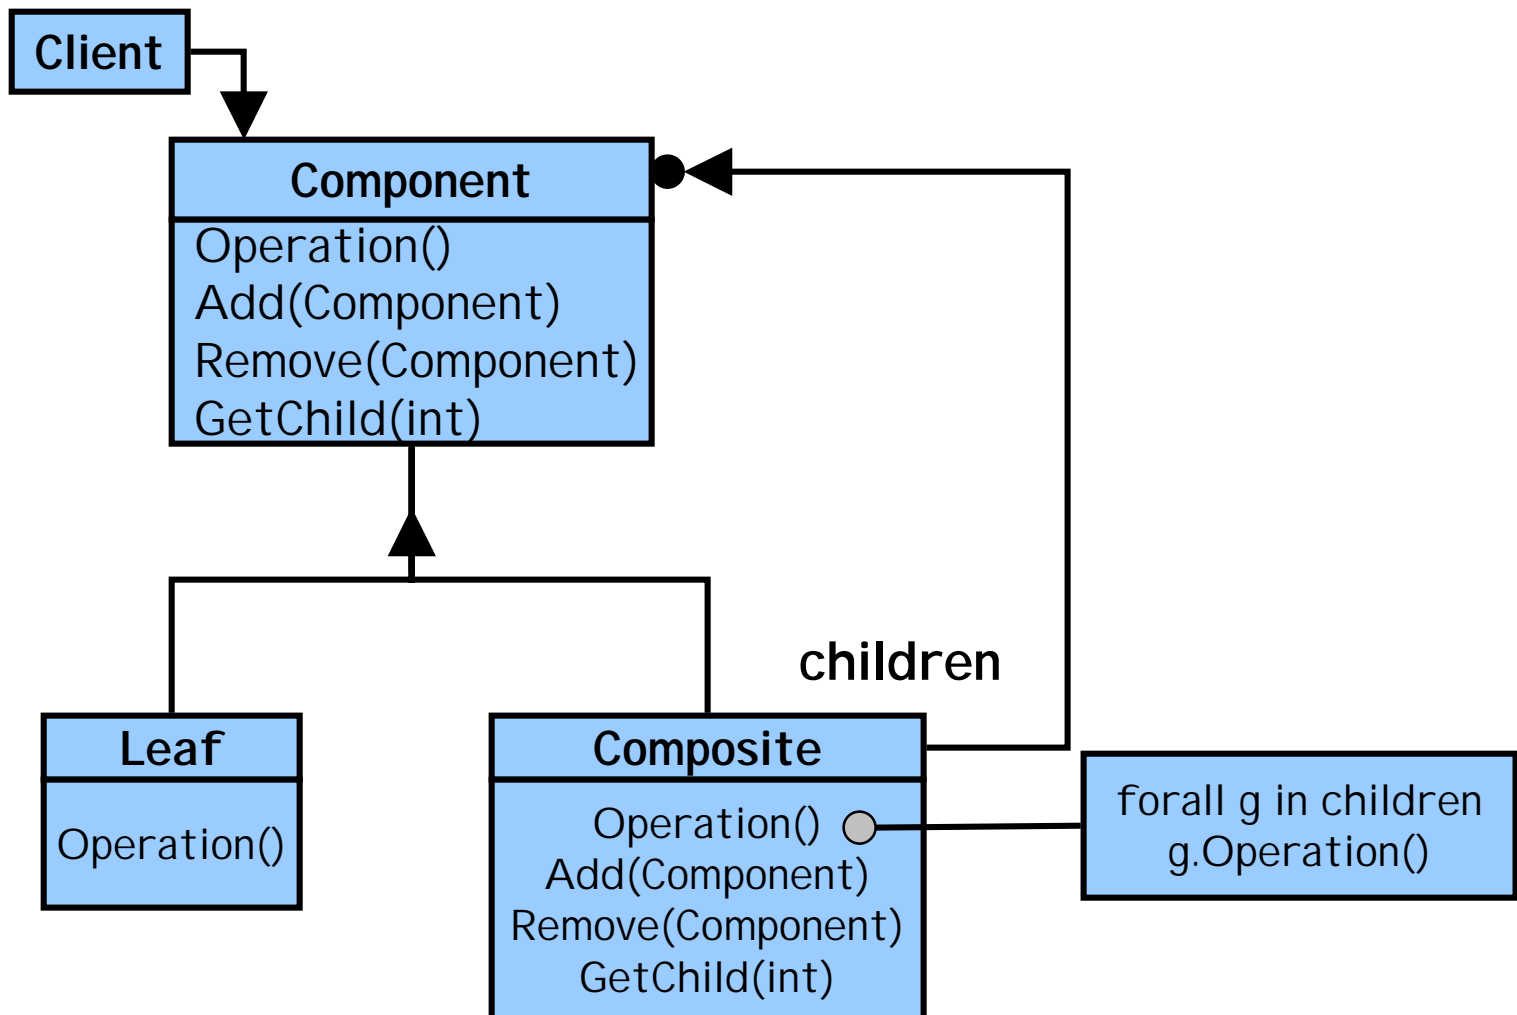 Client
Component
Operation()
Add(Component)
Remove(Component)
GetChild(int)
children
Leaf
Operation()
Composite
Operation()
Add(Component)
Remove(Component)
GetChild(int)
forall g in children
g.Operation()